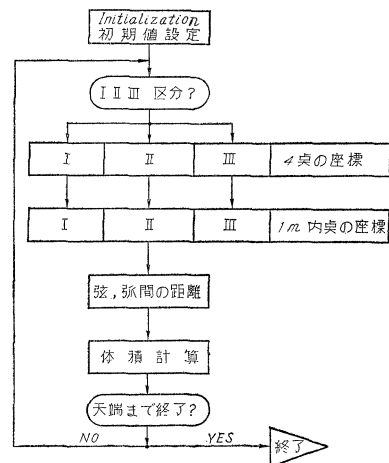 Initialization
初期値設定
I II III 区分?
I II III 4点の座標
I II III 1m内点の座標
弦,弧間の距離
体積計算
天端まで終了?
NO YES 終了